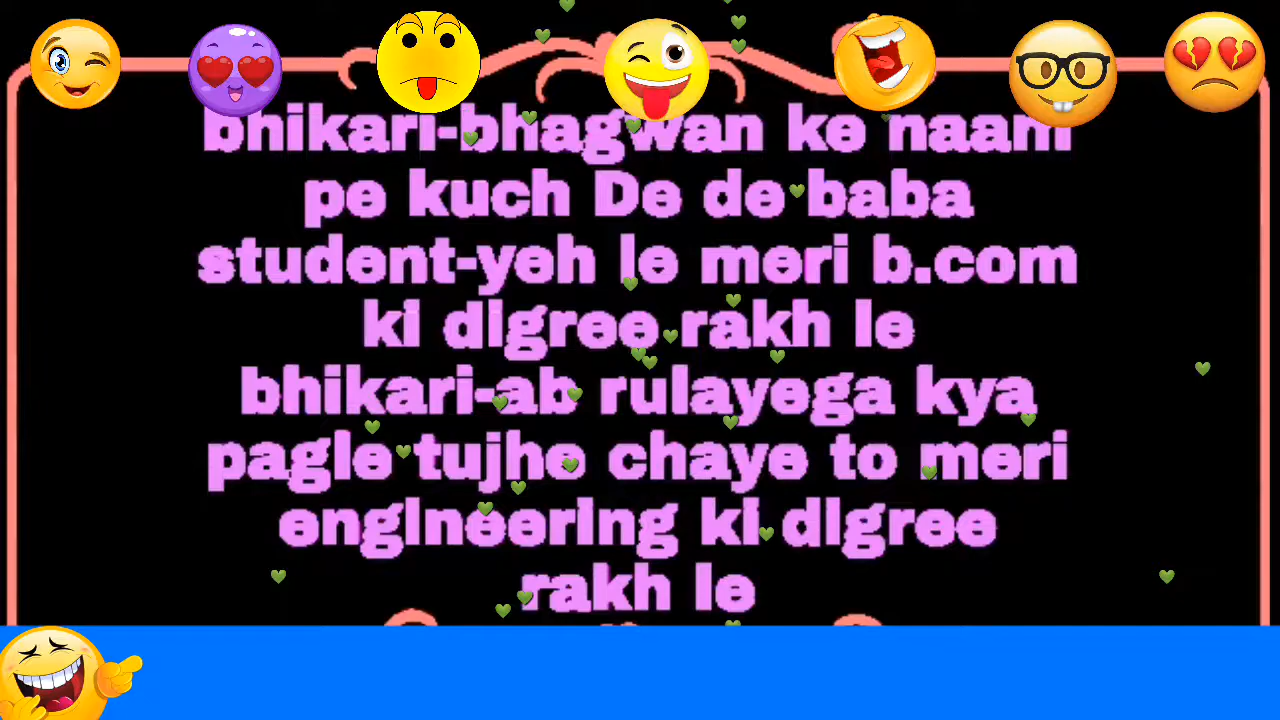 bhikari-bhagwan ke naam
pe kuch De de baba
student-yeh le meri b.com
ki digree rakh le
bhikari-ab rulayega kya
pagle tujhe chaye to meri
engineering ki digree
rakh le